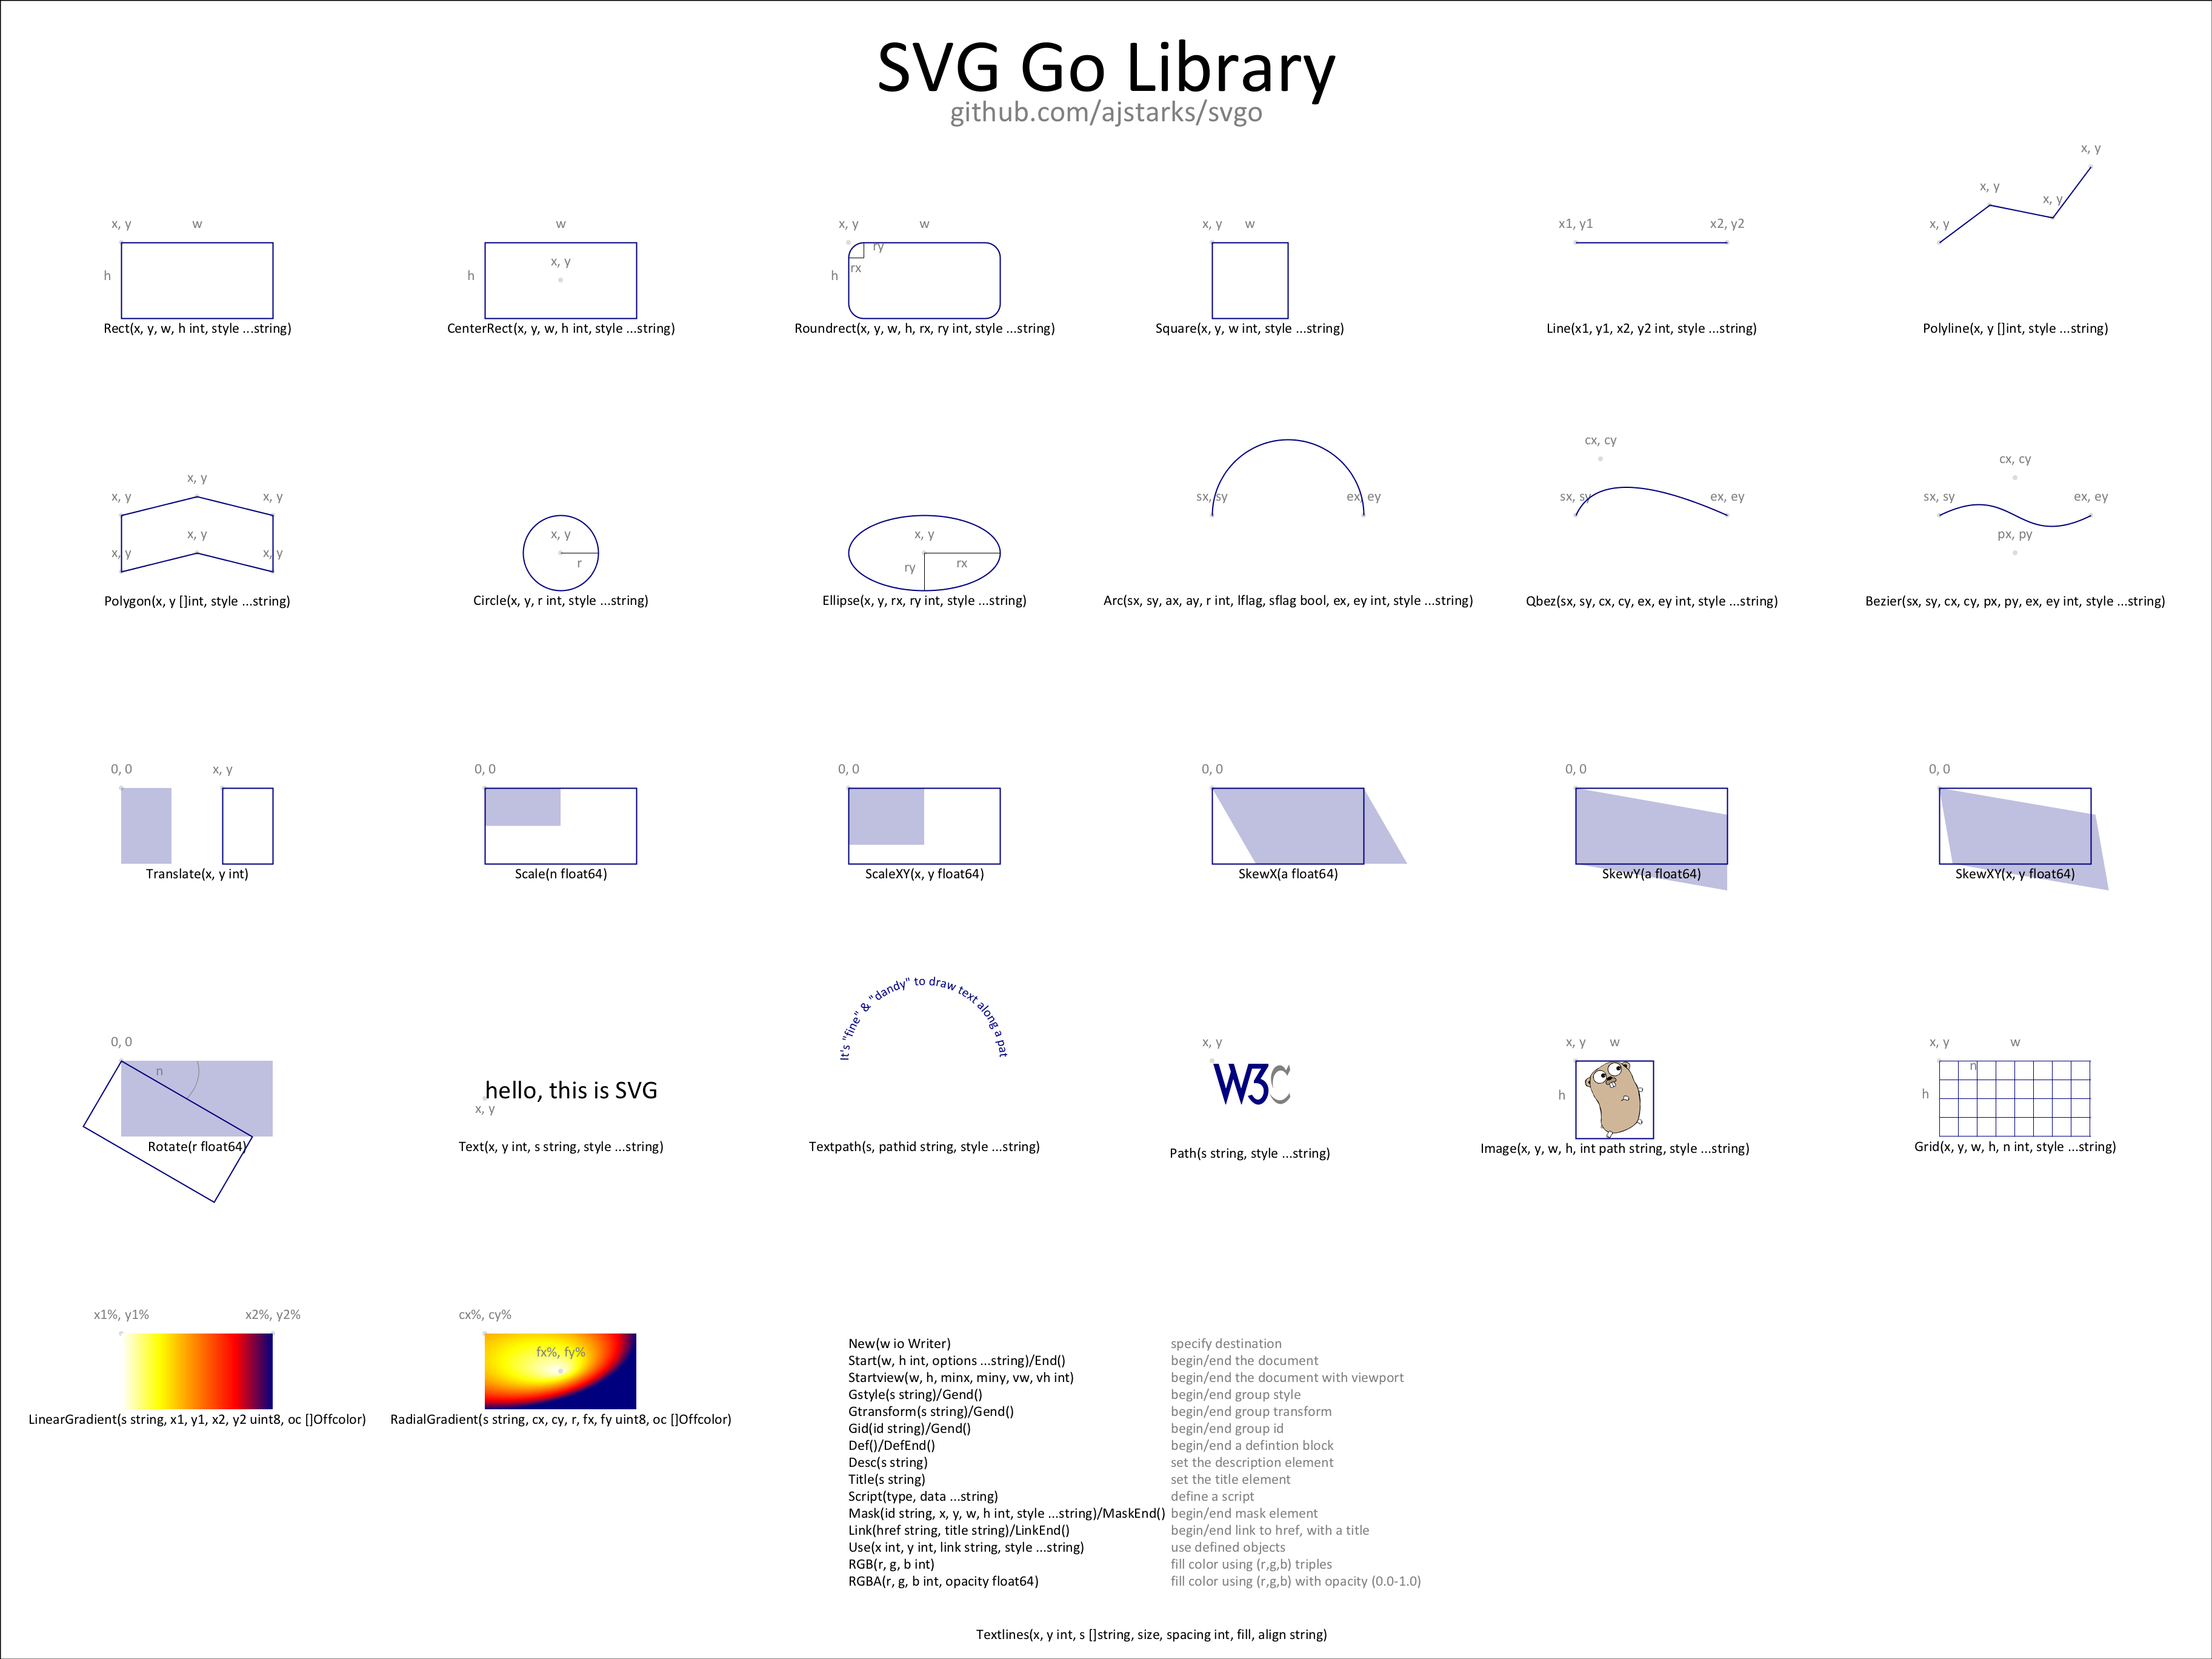 SVG Go Library
github.com/ajstarks/svgo
x, y
w
h
Rect(x, y, w, h int, style ...string)
w
x, y
h
CenterRect(x, y, w, h int, style ...string)
x, y
w
ry
rx
h
Roundrect(x, y, w, h, rx, ry int, style ...string)
x, y
w
Square(x, y, w int, style ...string)
x1, y1
x2, y2
Line(x1, y1, x2, y2 int, style ...string)
x, y
x, y
x, y
x, y
Polyline(x, y []int, style ...string)
x, y
x, y
x, y
x, y
x, y
x, y
Polygon(x, y []int, style ...string)
x, y
r
Circle(x, y, r int, style ...string)
x, y
ry
rx
Ellipse(x, y, rx, ry int, style ...string)
sx, sy
ex, ey
Arc(sx, sy, ax, ay, r int, lflag, sflag bool, ex, ey int, style ...string)
cx, cy
sx, sy
ex, ey
Qbez(sx, sy, cx, cy, ex, ey int, style ...string)
cx, cy
sx, sy
ex, ey
px, py
Bezier(sx, sy, cx, cy, px, py, ex, ey int, style ...string)
0, 0
x, y
Translate(x, y int)
0, 0
Scale(n float64)
0, 0
ScaleXY(x, y float64)
0, 0
SkewX(a float64)
0, 0
SkewY(a float64)
0, 0
SkewXY(x, y float64)
0, 0
n
Rotate(r float64)
hello, this is SVG
x, y
Text(x, y int, s string, style ...string)
It's "fine" & "dandy" to draw text along a pat
Textpath(s, pathid string, style ...string)
x, y
W3C
Path(s string, style ...string)
x, y
w
h
Image(x, y, w, h, int path string, style ...string)
x, y
w
n
h
Grid(x, y, w, h, n int, style ...string)
x1%, y1%
x2%, y2%
LinearGradient(s string, x1, y1, x2, y2 uint8, oc []Offcolor)
cx%, cy%
fx%, fy%
RadialGradient(s string, cx, cy, r, fx, fy uint8, oc []Offcolor)
New(w io Writer) specify destination
Start(w, h int, options ...string)/End() begin/end the document
Startview(w, h, minx, miny, vw, vh int) begin/end the document with viewport
Gstyle(s string)/Gend() begin/end group style
Gtransform(s string)/Gend() begin/end group transform
Gid(id string)/Gend() begin/end group id
Def()/DefEnd() begin/end a defintion block
Desc(s string) set the description element
Title(s string) set the title element
Script(type, data ...string) define a script
Mask(id string, x, y, w, h int, style ...string)/MaskEnd() begin/end mask element
Link(href string, title string)/LinkEnd() begin/end link to href, with a title
Use(x int, y int, link string, style ...string) use defined objects
RGB(r, g, b int) fill color using (r,g,b) triples
RGBA(r, g, b int, opacity float64) fill color using (r,g,b) with opacity (0.0-1.0)
Textlines(x, y int, s []string, size, spacing int, fill, align string)